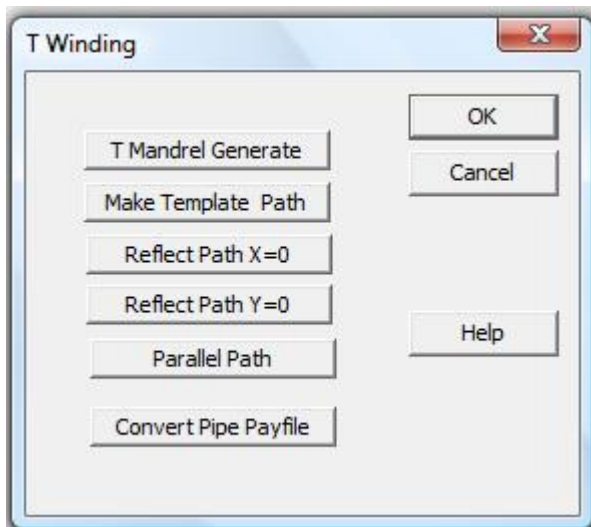 T Winding
T Mandrel Generate
Make Template Path
Reflect Path X=0
Reflect Path Y=0
Parallel Path
Convert Pipe Payfile
OK
Cancel
Help